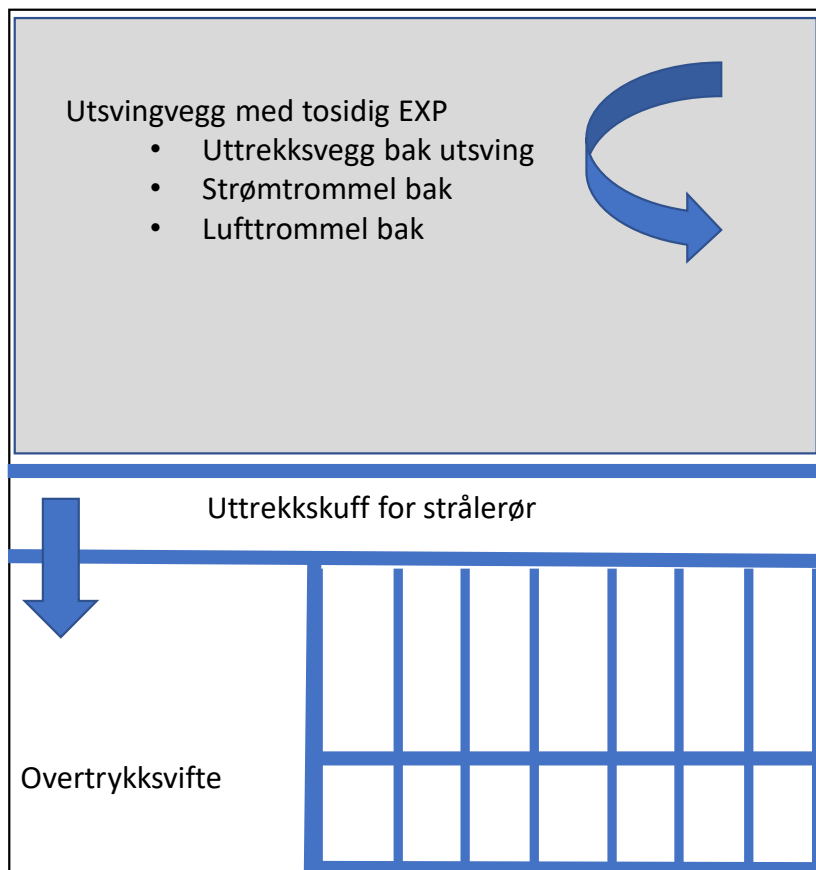 Utsvingvegg med tosidig EXP
• Uttrekksvegg bak utsving
• Strømtrommel bak
• Lufttrommel bak
Uttrekkskuff for strålerør
Overtrykksvifte